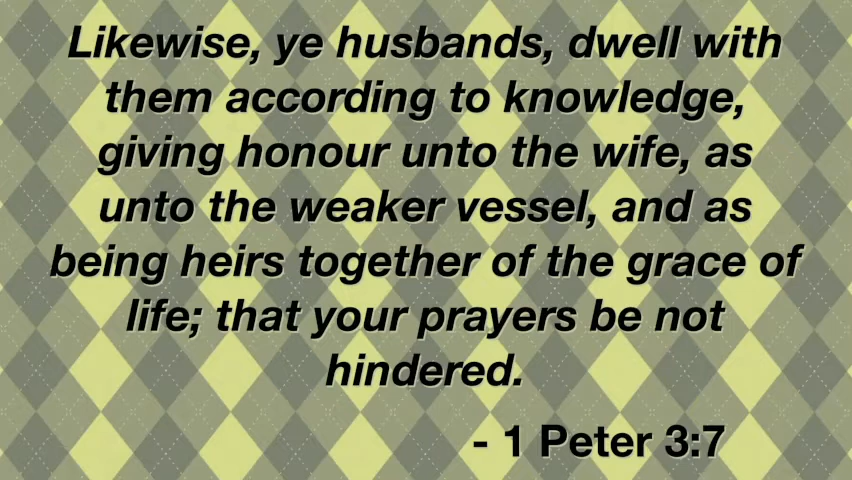 Likewise, ye husbands, dwell with
them according to knowledge,
giving honour unto the wife, as
unto the weaker vessel, and as
being heirs together of the grace of
life; that your prayers be not
hindered.
- 1 Peter 3:7